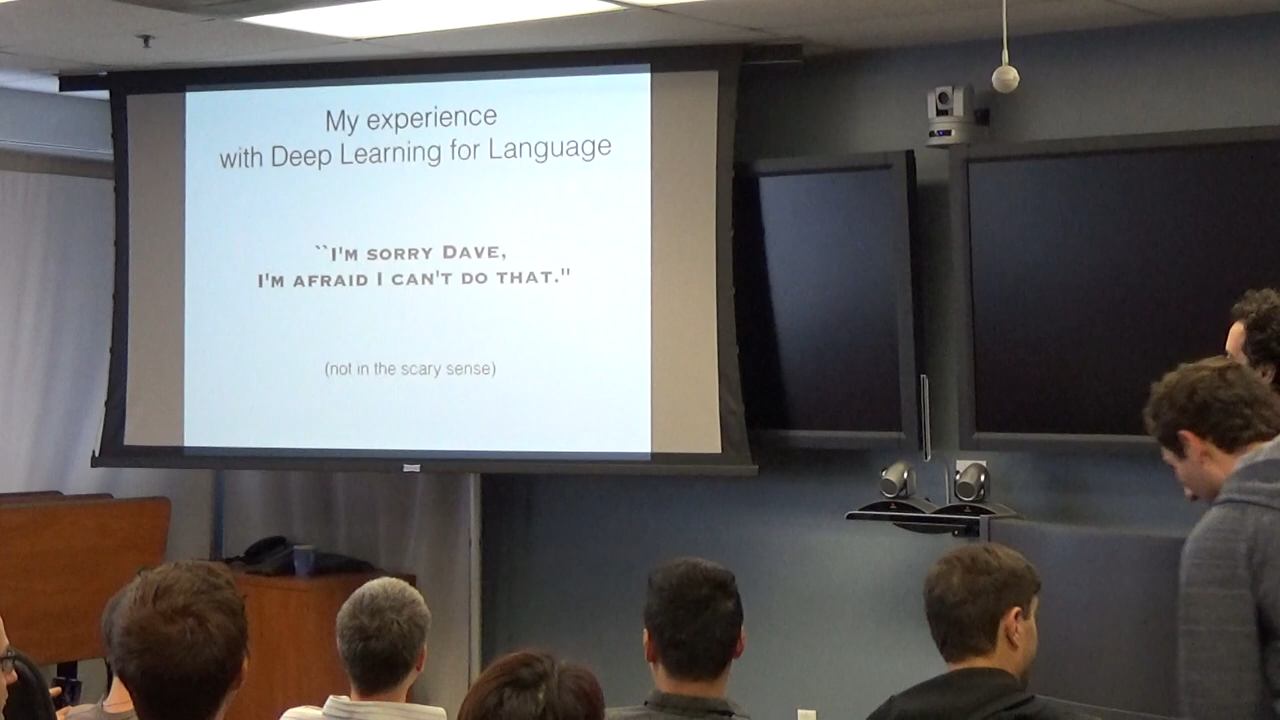 My experience
with Deep Learning for Language
``I'm sorry Dave,
I'm afraid I can't do that."
(not in the scary sense)